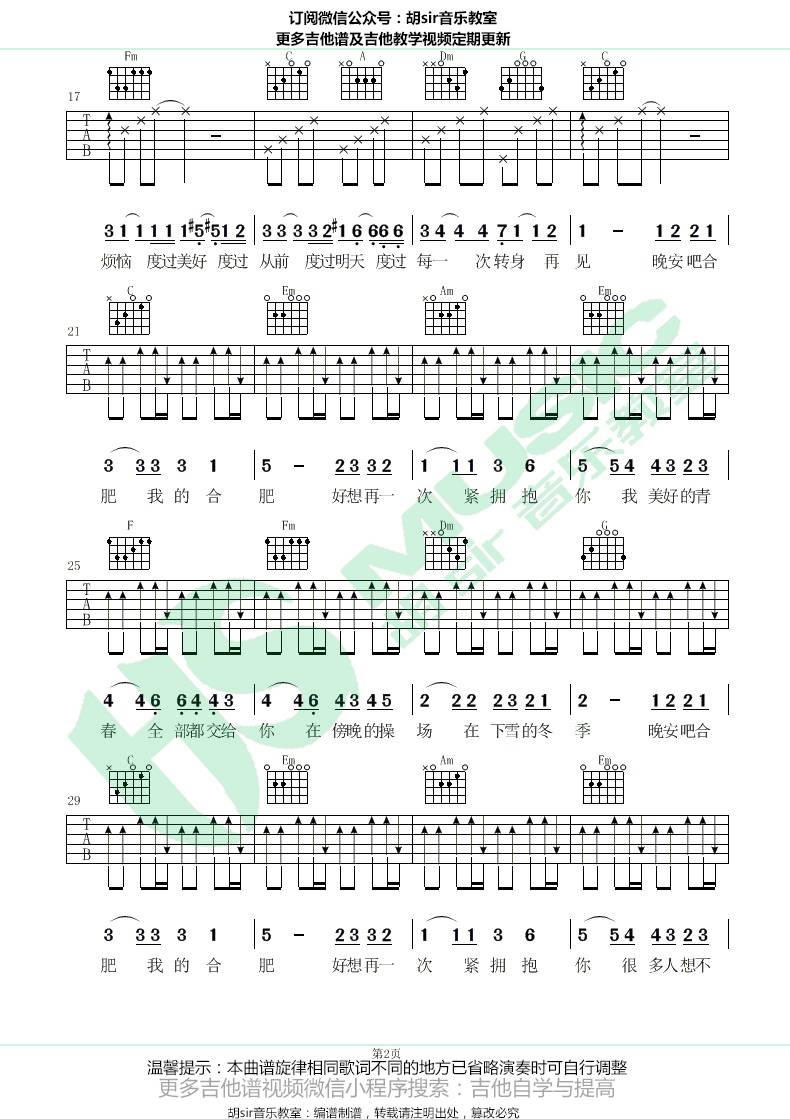 订阅微信公众号：胡sir音乐教室
更多吉他谱及吉他教学视频定期更新
Fm C A Dm G C
17
T
A
B
3 1 1 1 1 1 1 #5 #5 1 2 3 3 3 3 3 2 #1 6 6 6 6 3 4 4 4 7 1 1 2 1 - 1 2 2 1
烦恼 度过美好 度过 从前 度过明天 度过 每一 次转身 再 见 晚安吧合
C Em Am Em
21
T
A
B
3 3 3 3 1 5 - 2 3 3 2 1 1 1 3 6 5 5 4 4 3 2 3
肥 我的合 肥 好想再一 次 紧拥抱 你 我 美好的青
F Fm Dm G
25
T
A
B
4 4 6 6 4 4 3 4 4 6 4 3 4 5 2 2 2 2 3 2 1 2 - 1 2 2 1
春 全 部都交给 你 在 傍晚的操 场 在 下雪的冬 季 晚安吧合
C Em Am Em
29
T
A
B
3 3 3 3 1 5 - 2 3 3 2 1 1 1 3 6 5 5 4 4 3 2 3
肥 我的合 肥 好想再一 次 紧拥抱 你 很 多人想不
HS MUSIC
胡 sir 音乐教室
第2页
温馨提示：本曲谱旋律相同歌词不同的地方已省略演奏时可自行调整
更多吉他谱视频微信小程序搜索：吉他自学与提高
胡sir音乐教室：编谱制谱，转载请注明出处，篡改必究